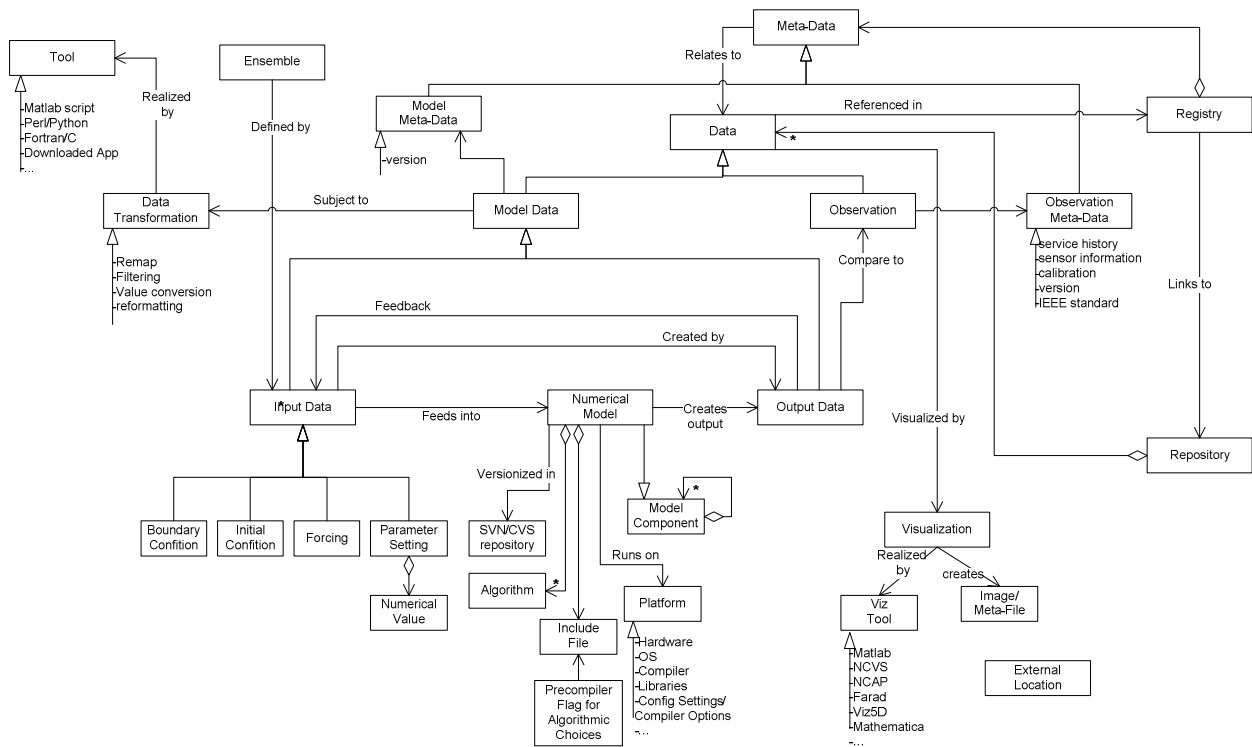 Meta-Data
Tool
Ensemble
Relates to
Realized
by
-Matlab script
-Perl/Python
-Fortran/C
-Downloaded App
-...
Defined by
Model
Meta-Data
-version
Data
*
Referenced in
Registry
Data
Transformation
Subject to
Model Data
Observation
Observation
Meta-Data
-Remap
-Filtering
-Value conversion
-reformatting
Compare to
-service history
-sensor information
-calibration
-version
-IEEE standard
Links to
Feedback
Created by
*
Input Data
Feeds into
Numerical
Model
Creates
output
Output Data
Visualized by
Repository
Versionized in
*
Model
Component
Boundary
Confition
Initial
Confition
Forcing
Parameter
Setting
SVN/CVS
repository
Visualization
Runs on
Realized
by
creates
Algorithm
*
Numerical
Value
Platform
Viz
Tool
Image/
Meta-File
Include
File
-Hardware
-OS
-Compiler
-Libraries
-Config Settings/
Compiler Options
-...
-Matlab
-NCVS
-NCAP
-Farad
-Viz5D
-Mathematica
-...
External
Location
Precompiler
Flag for
Algorithmic
Choices